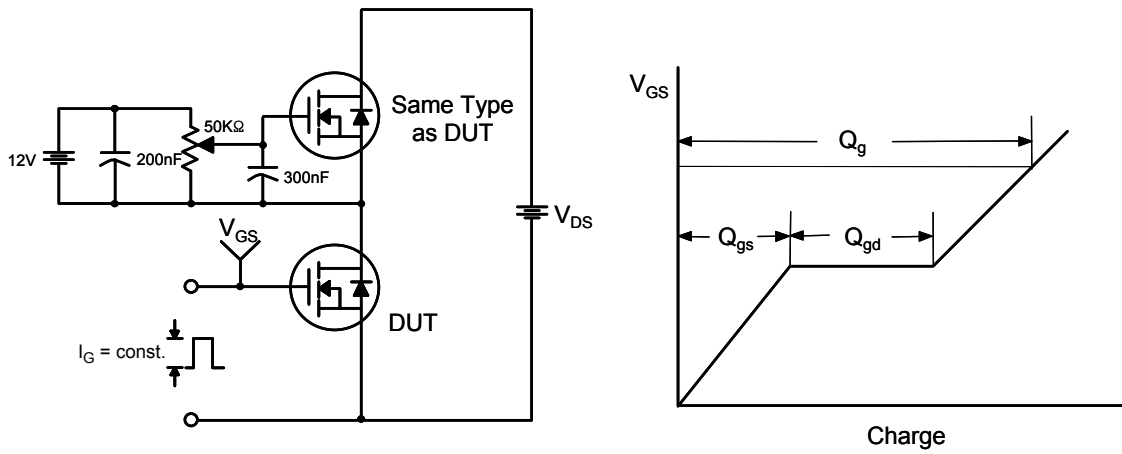 Same Type
as DUT
50KΩ
12V
200nF
300nF
V_GS
V_DS
DUT
I_G = const.
V_GS
Q_g
Q_gs
Q_gd
Charge